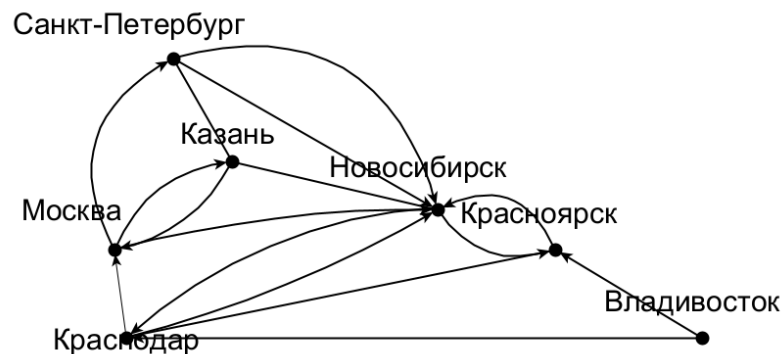 Санкт-Петербург
Казань
Новосибирск
Москва
Красноярск
Владивосток
Краснодар